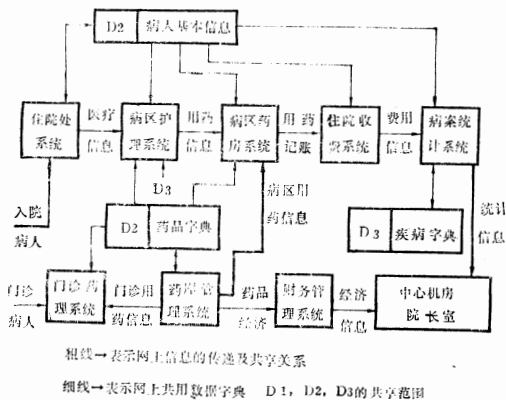 D2 病人基本信息
住院处系统
医疗信息
病区护理系统
用药信息
病区药房系统
用药记账
住院收费系统
费用信息
病案统计系统
D3
病区用药信息
入院病人
D2 药品字典
D3 疾病字典
统计信息
门诊病人
门诊药理系统
门诊用药信息
药库管理系统
药品经济
财务管理系统
经济信息
中心机房院长室
粗线→表示网上信息的传递及共享关系
细线→表示网上共用数据字典 D1,D2,D3的共享范围